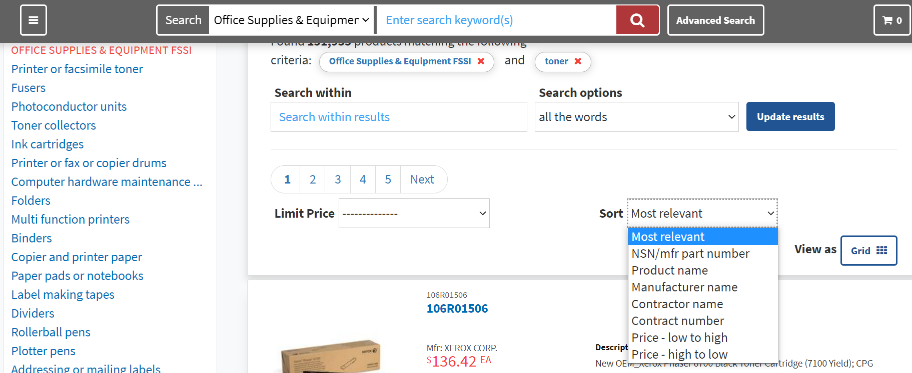 ☰
Search
Office Supplies & Equipmer
Enter search keyword(s)
Advanced Search
0
OFFICE SUPPLIES & EQUIPMENT FSSI
Printer or facsimile toner
Fusers
Photoconductor units
Toner collectors
Ink cartridges
Printer or fax or copier drums
Computer hardware maintenance ...
Folders
Multi function printers
Binders
Copier and printer paper
Paper pads or notebooks
Label making tapes
Dividers
Rollerball pens
Plotter pens
Addressing or mailing labels
products matching the following
criteria: Office Supplies & Equipment FSSI ✖ and toner ✖
Search within
Search within results
Search options
all the words
Update results
1 2 3 4 5 Next
Limit Price --------------
Sort Most relevant
Most relevant
NSN/mfr part number
Product name
Manufacturer name
Contractor name
Contract number
Price - low to high
Price - high to low
View as Grid
106R01506
106R01506
Mfr: XEROX CORP.
$136.42 EA
Descript
New OEM Xerox Phaser 6700 Black Toner Cartridge (7100 Yield); CPG